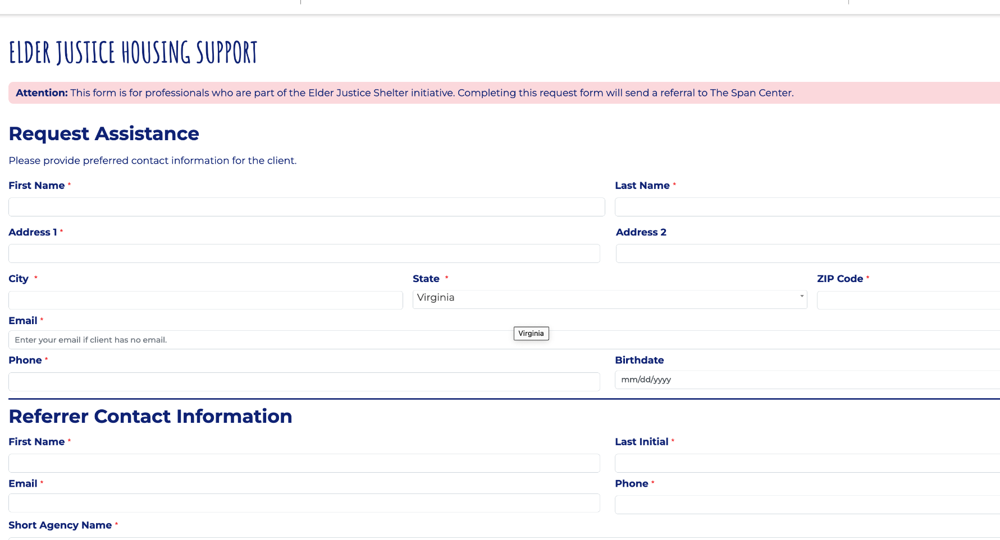 ELDER JUSTICE HOUSING SUPPORT
Attention: This form is for professionals who are part of the Elder Justice Shelter initiative. Completing this request form will send a referral to The Span Center.
Request Assistance
Please provide preferred contact information for the client.
First Name * Last Name *
Address 1 * Address 2
City * State * ZIP Code *
Virginia
Email *
Enter your email if client has no email.
Virginia
Phone * Birthdate
mm/dd/yyyy
Referrer Contact Information
First Name * Last Initial *
Email * Phone *
Short Agency Name *